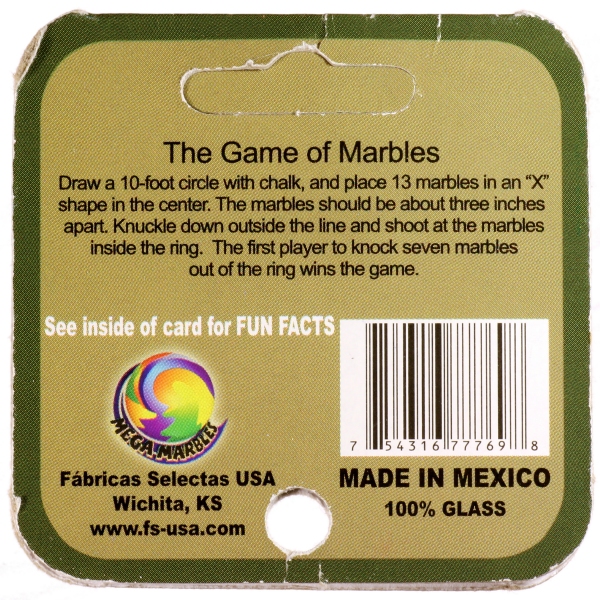 The Game of Marbles
Draw a 10-foot circle with chalk, and place 13 marbles in an “X”
shape in the center. The marbles should be about three inches
apart. Knuckle down outside the line and shoot at the marbles
inside the ring. The first player to knock seven marbles
out of the ring wins the game.
See inside of card for FUN FACTS
MEGA MARBLES
Fábricas Selectas USA
Wichita, KS
www.fs-usa.com
7 54316 77769 8
MADE IN MEXICO
100% GLASS